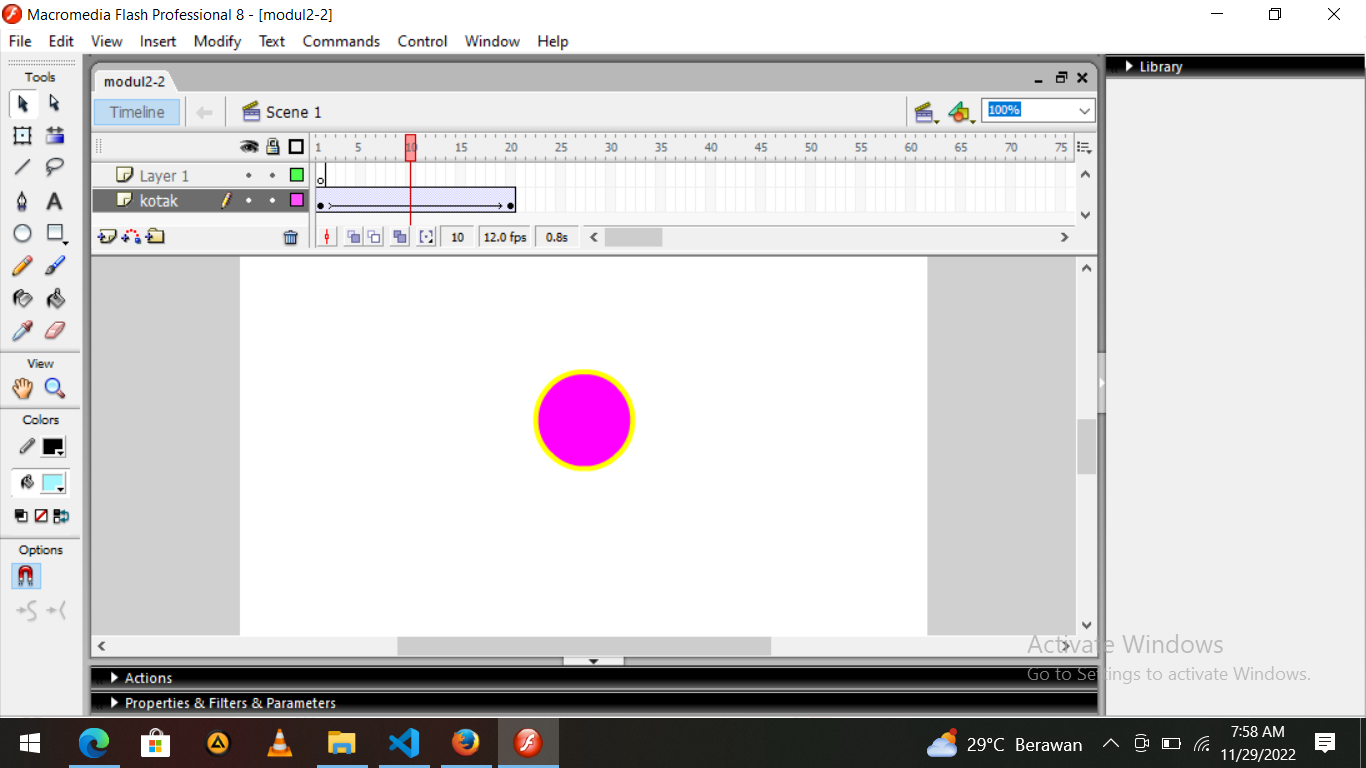 Macromedia Flash Professional 8 - [modul2-2]
File Edit View Insert Modify Text Commands Control Window Help
Tools
modul2-2
Library
Timeline
Scene 1
100%
1 5 10 15 20 25 30 35 40 45 50 55 60 65 70 75
Layer 1
kotak
10 12.0 fps 0.8s
View
Colors
Options
Activate Windows
Go to Settings to activate Windows.
Actions
Properties & Filters & Parameters
29°C Berawan
7:58 AM
11/29/2022